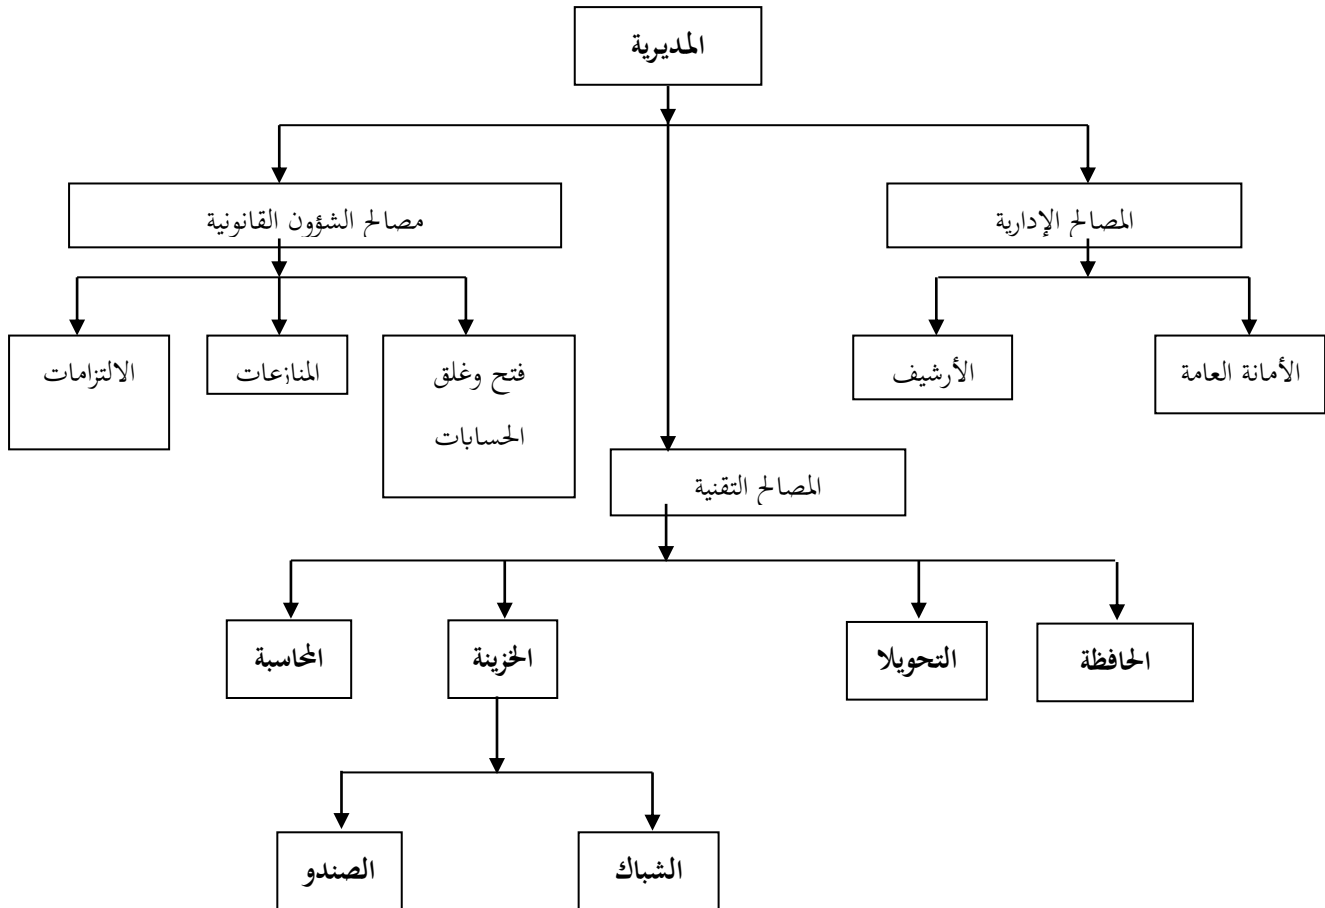 المديرية
المصالح الإدارية
مصالح الشؤون القانونية
الأمانة العامة
الأرشيف
فتح وغلق
الحسابات
المنازعات
الالتزامات
المصالح التقنية
الحافظة
التحويلا
الخزينة
المحاسبة
الشباك
الصندو